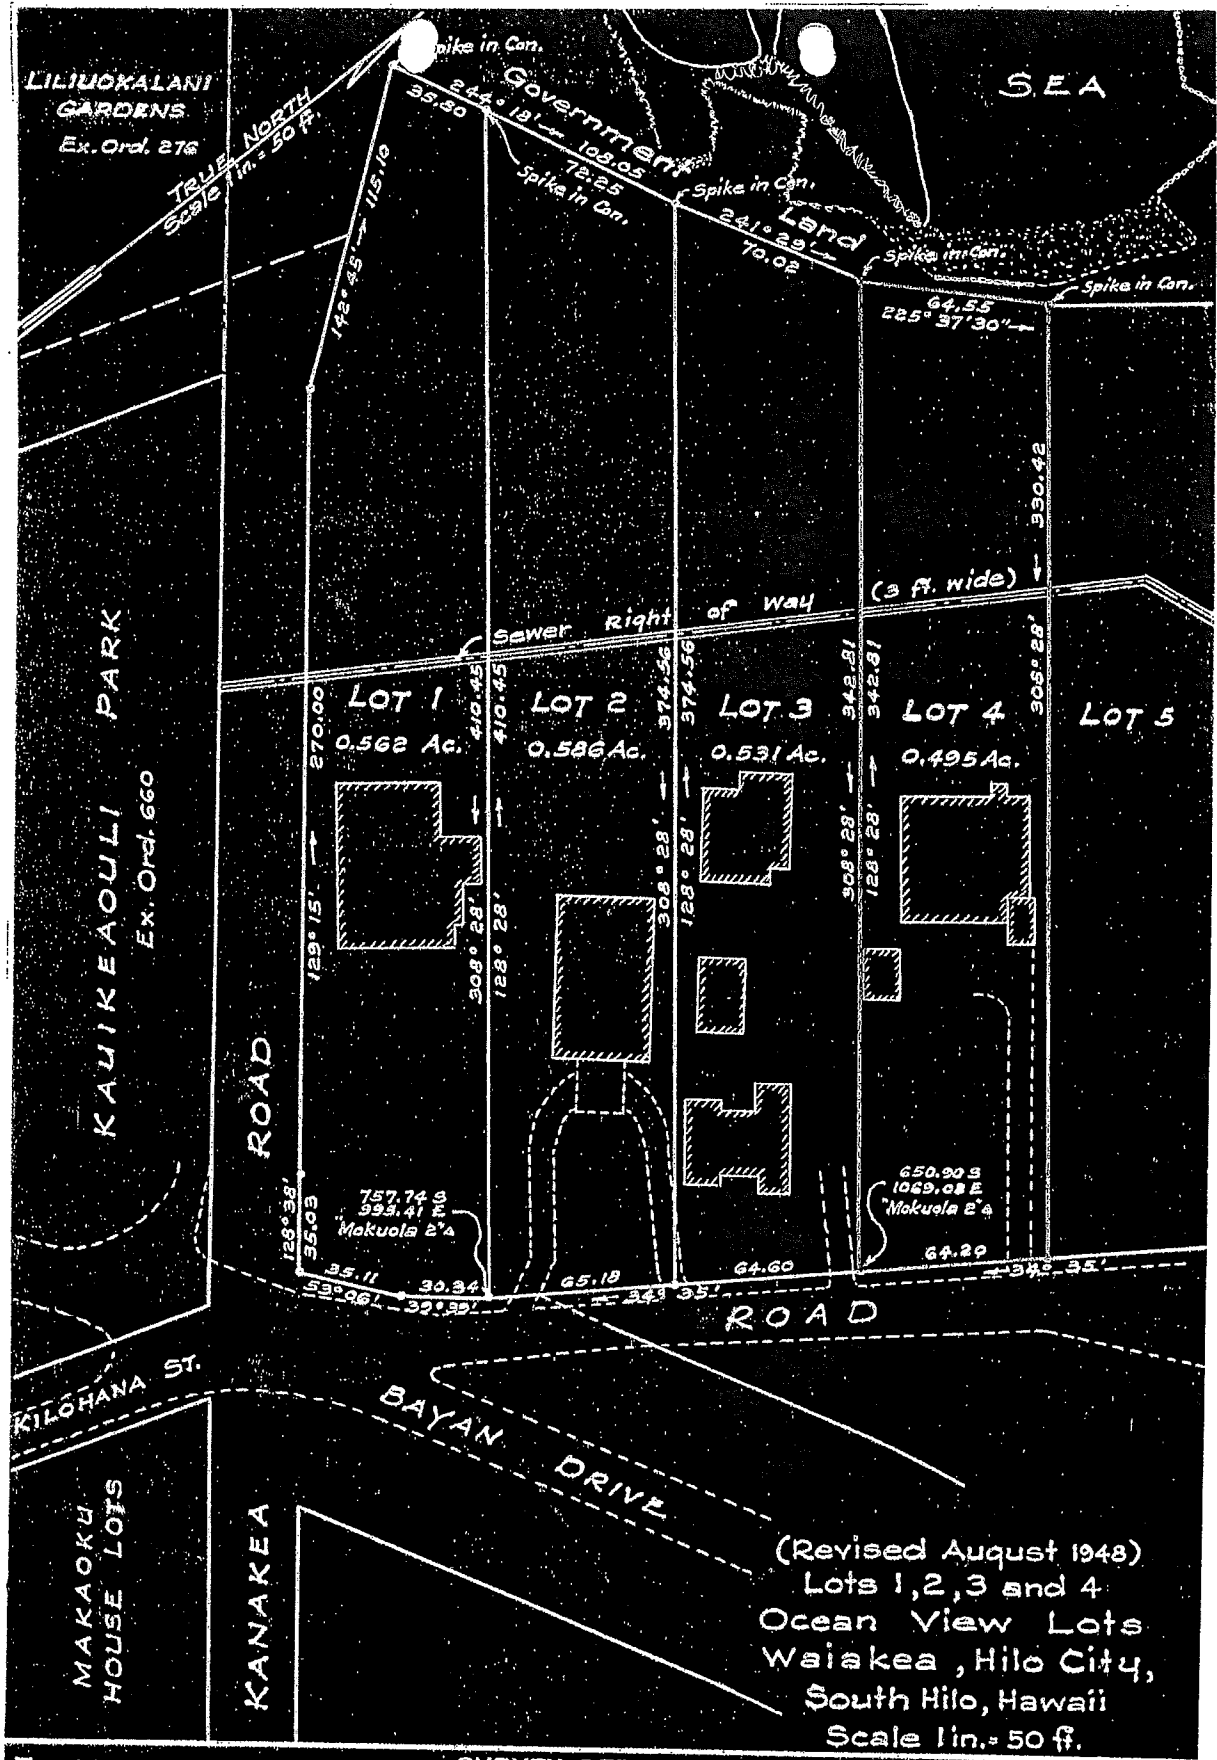 LILIUOKALANI
GARDENS
Ex. Ord. 276
TRUE NORTH
Scale 1in. = 50 ft.
pike in Con.
Government
244° 18'
35.80
108.05
72.25
Spike in Con.
Spike in Con.
Land
241° 29'
70.02
Spike in Con.
Spike in Con.
64.55
225° 37' 30"
SEA
142° 45'
115.10
330.42
308° 28'
Sewer Right of Way (3 ft. wide)
KAUIKEAOULI PARK
Ex. Ord. 660
ROAD
LOT 1
0.562 Ac.
LOT 2
0.586 Ac.
LOT 3
0.531 Ac.
LOT 4
0.495 Ac.
LOT 5
129° 15'
270.00
308° 28'
410.45
128° 28'
410.45
308° 28'
374.56
128° 28'
374.56
308° 28'
342.81
128° 28'
342.81
128° 38'
35.03
757.74 S
993.41 E
"Mokuola 2" △
650.90 S
1069.08 E
"Mokuola 2" △
35.11
53° 06'
30.34
39° 39'
65.18
34° 35'
64.60
64.20
34° 35'
ROAD
KILOHANA ST.
BAYAN DRIVE
MAKAOKU
HOUSE LOTS
KANAKEA
(Revised August 1948)
Lots 1, 2, 3 and 4
Ocean View Lots
Waiakea, Hilo City,
South Hilo, Hawaii
Scale 1in. = 50 ft.